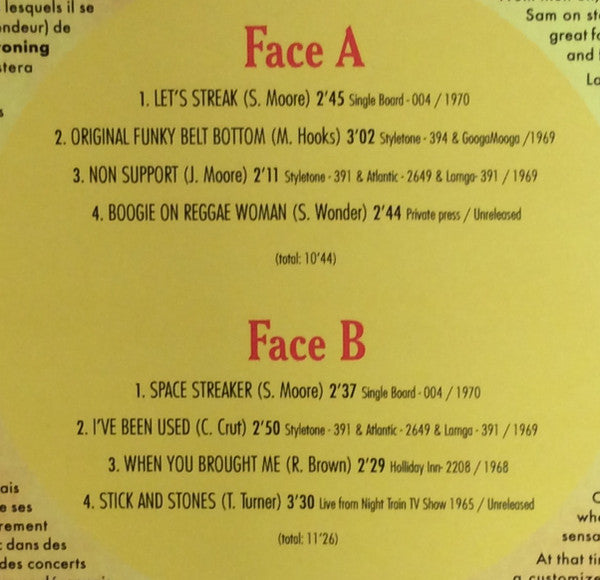 lesquels il se
ndeur) de
roning
stera
Sam on st
great fo
and
Face A
1. LET'S STREAK (S. Moore) 2'45 Single Board - 004 / 1970
2. ORIGINAL FUNKY BELT BOTTOM (M. Hooks) 3'02 Styletone - 394 & GoogaMooga /1969
3. NON SUPPORT (J. Moore) 2'11 Styletone - 391 & Atlantic - 2649 & Lamga- 391 / 1969
4. BOOGIE ON REGGAE WOMAN (S. Wonder) 2'44 Private press / Unreleased
(total: 10'44)
Face B
1. SPACE STREAKER (S. Moore) 2'37 Single Board - 004 / 1970
2. I'VE BEEN USED (C. Crut) 2'50 Styletone - 391 & Atlantic - 2649 & Lamga - 391 / 1969
3. WHEN YOU BROUGHT ME (R. Brown) 2'29 Holliday Inn- 2208 / 1968
4. STICK AND STONES (T. Turner) 3'30 Live from Night Train TV Show 1965 / Unreleased
(total: 11'26)
ais
e ses
rement
t dans des
des concerts
whe
sensa
At that ti
a customize